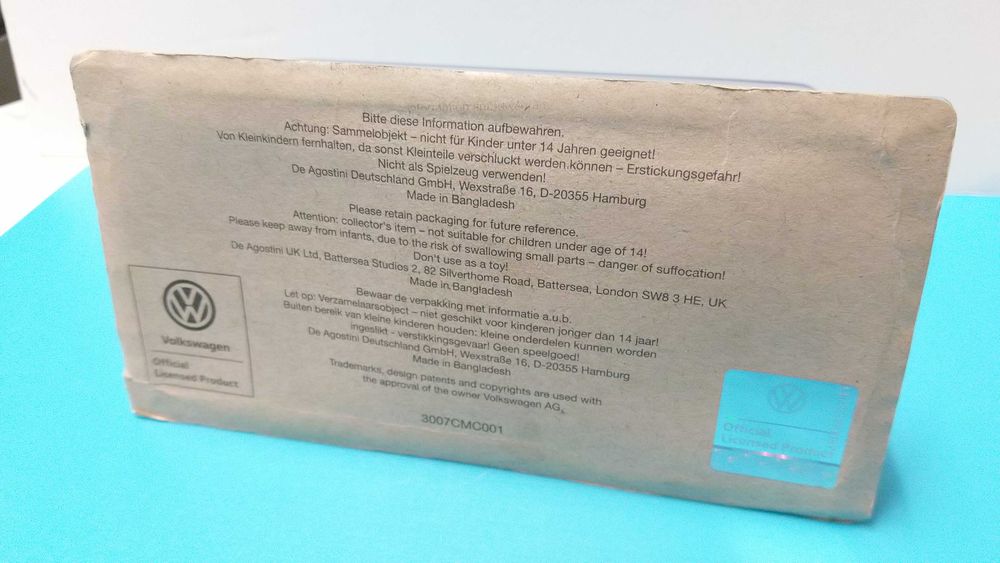 Bitte diese Information aufbewahren.
Achtung: Sammelobjekt – nicht für Kinder unter 14 Jahren geeignet!
Von Kleinkindern fernhalten, da sonst Kleinteile verschluckt werden können – Erstickungsgefahr!
Nicht als Spielzeug verwenden!
De Agostini Deutschland GmbH, Wexstraße 16, D-20355 Hamburg
Made in Bangladesh
Please retain packaging for future reference.
Attention: collector's item – not suitable for children under age of 14!
Please keep away from infants, due to the risk of swallowing small parts – danger of suffocation!
Don't use as a toy!
De Agostini UK Ltd, Battersea Studios 2, 82 Silverthorne Road, Battersea, London SW8 3 HE, UK
Made in Bangladesh
Bewaar de verpakking met informatie a.u.b.
Let op: Verzamelaarsobject – niet geschikt voor kinderen jonger dan 14 jaar!
Buiten bereik van kleine kinderen houden: kleine onderdelen kunnen worden
ingeslikt - verstikkingsgevaar! Geen speelgoed!
De Agostini Deutschland GmbH, Wexstraße 16, D-20355 Hamburg
Made in Bangladesh
Trademarks, design patents and copyrights are used with
the approval of the owner Volkswagen AG.
3007CMC001
VW
Volkswagen
Official
Licensed Product
VW
Official
Licensed Product